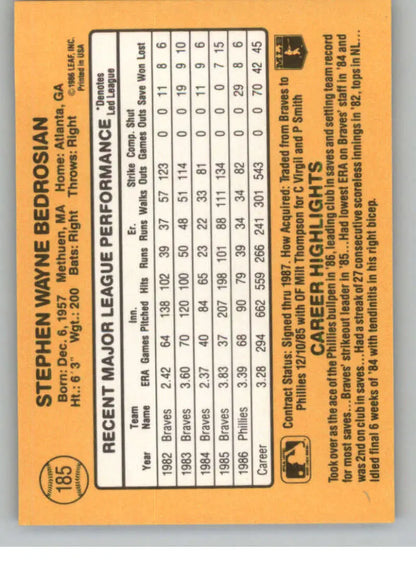 185
STEPHEN WAYNE BEDROSIAN
©1986 LEAF, INC.
Born: Dec. 6, 1957 Methuen, MA Home: Atlanta, GA
Printed in USA
Ht.: 6'3" Wgt.: 200 Bats: Right Throws: Right
RECENT MAJOR LEAGUE PERFORMANCE *Denotes Led League
Team Inn. Er. Strike Comp. Shut
Year Name ERA Games Pitched Hits Runs Runs Walks Outs Games Outs Save Won Lost
1982 Braves 2.42 64 138 102 39 37 57 123 0 0 11 8 6
1983 Braves 3.60 70 120 100 50 48 51 114 0 0 19 9 10
1984 Braves 2.37 40 84 65 23 22 33 81 0 0 11 9 6
1985 Braves 3.83 37 207 198 101 88 111 134 0 0 0 7 15
1986 Phillies 3.39 68 90 79 39 34 34 82 0 0 29 8 6
Career 3.28 294 662 559 266 241 301 543 0 0 70 42 45
Contract Status: Signed thru 1987. How Acquired: Traded from Braves to
Phillies 12/10/85 with OF Milt Thompson for C Virgil and P Smith
CAREER HIGHLIGHTS
Took over as the ace of the Phillies bullpen in '86, leading club in saves and setting team record
for most saves...Braves' strikeout leader in '85...Had lowest ERA on Braves' staff in '84 and
was 2nd on club in saves...Had a streak of 27 consecutive scoreless innings in '82, tops in NL...
Idled final 6 weeks of '84 with tendinitis in his right bicep.